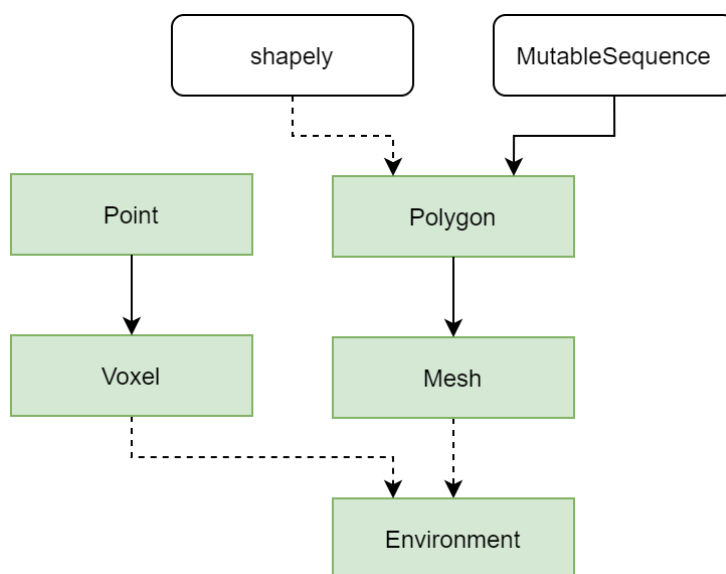 shapely
MutableSequence
Point
Polygon
Voxel
Mesh
Environment